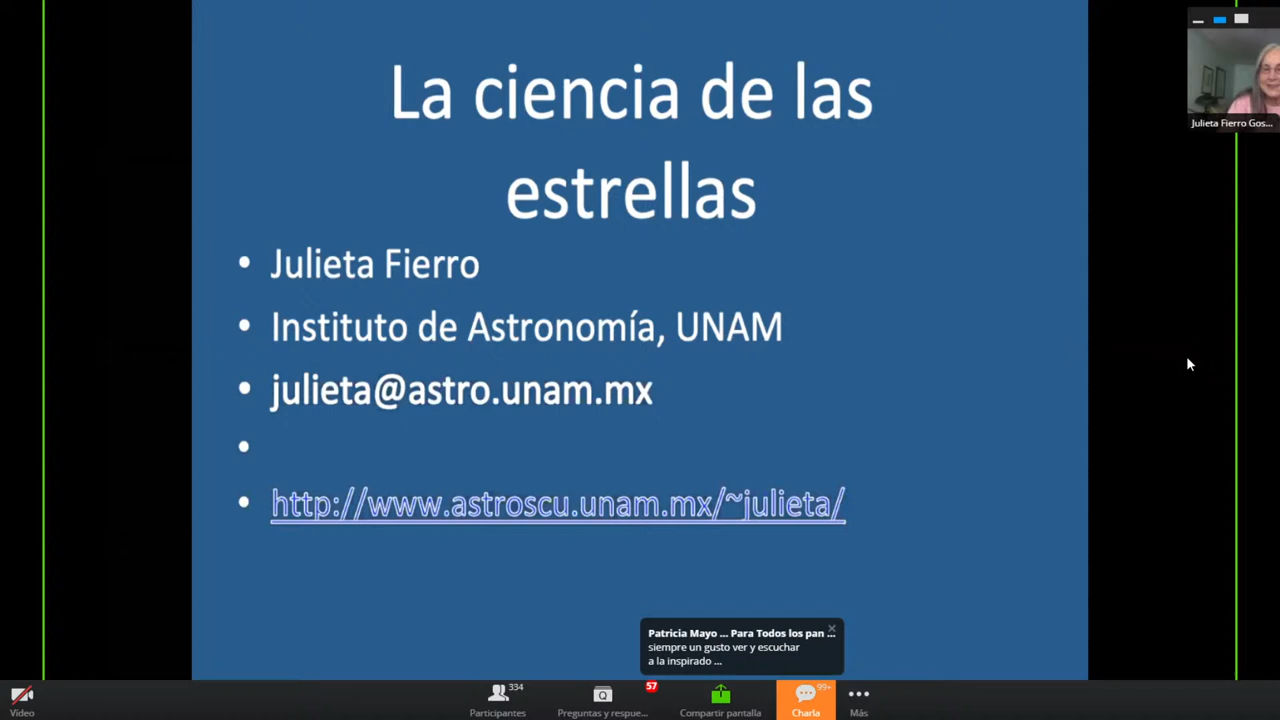 La ciencia de las
estrellas
• Julieta Fierro
• Instituto de Astronomía, UNAM
• julieta@astro.unam.mx
•
• http://www.astroscu.unam.mx/~julieta/
Julieta Fierro Gos...
Patricia Mayo ... Para Todos los pan ...
siempre un gusto ver y escuchar
a la inspirado ...
Vídeo
Participantes
334
Preguntas y respue...
57
Compartir pantalla
Charla
99+
Más